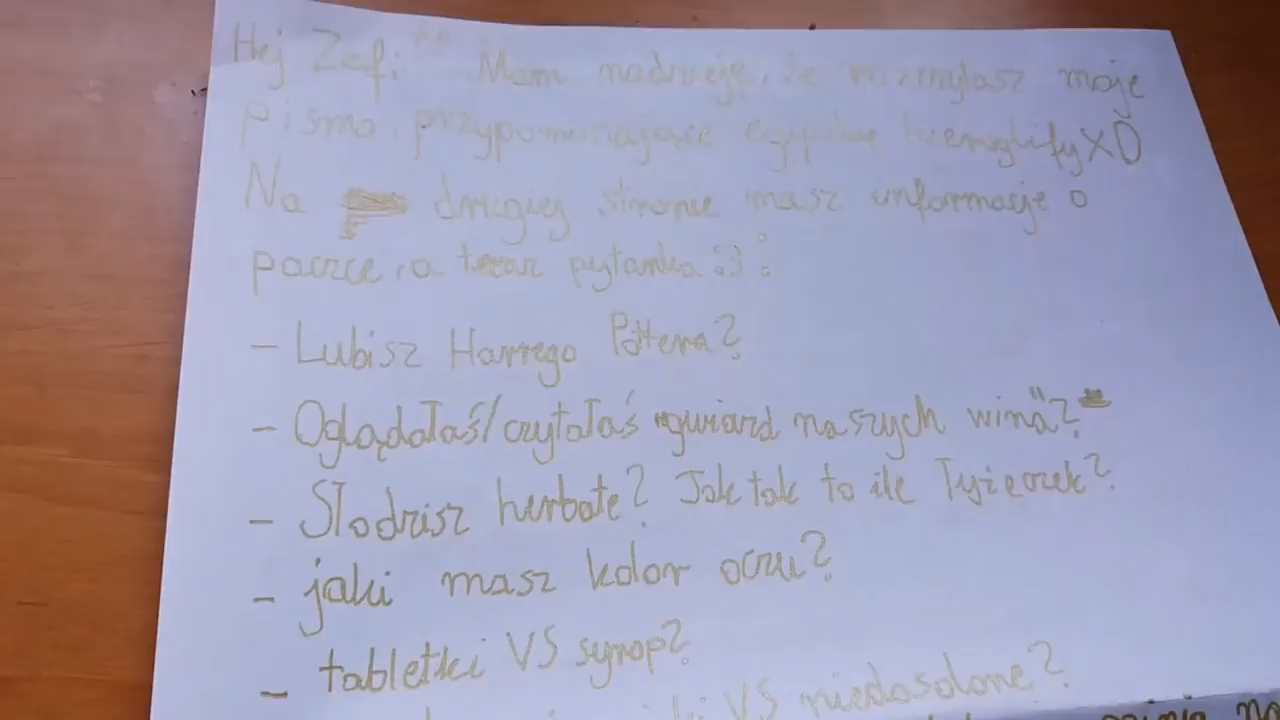 Hej Zefi ^^ Mam nadzieję, że rozczytasz moje
pismo, przypominające egipskie hieroglify XD
Na drugiej stronie masz informacje o
paczce, a teraz pytanka :3 :
- Lubisz Harrego Pottera?
- Oglądałaś/czytałaś "gwiazd naszych wina"?
- Słodzisz herbatę? Jak tak to ile łyżeczek?
- jaki masz kolor oczu?
- tabletki VS syrop?
VS niedosolone?